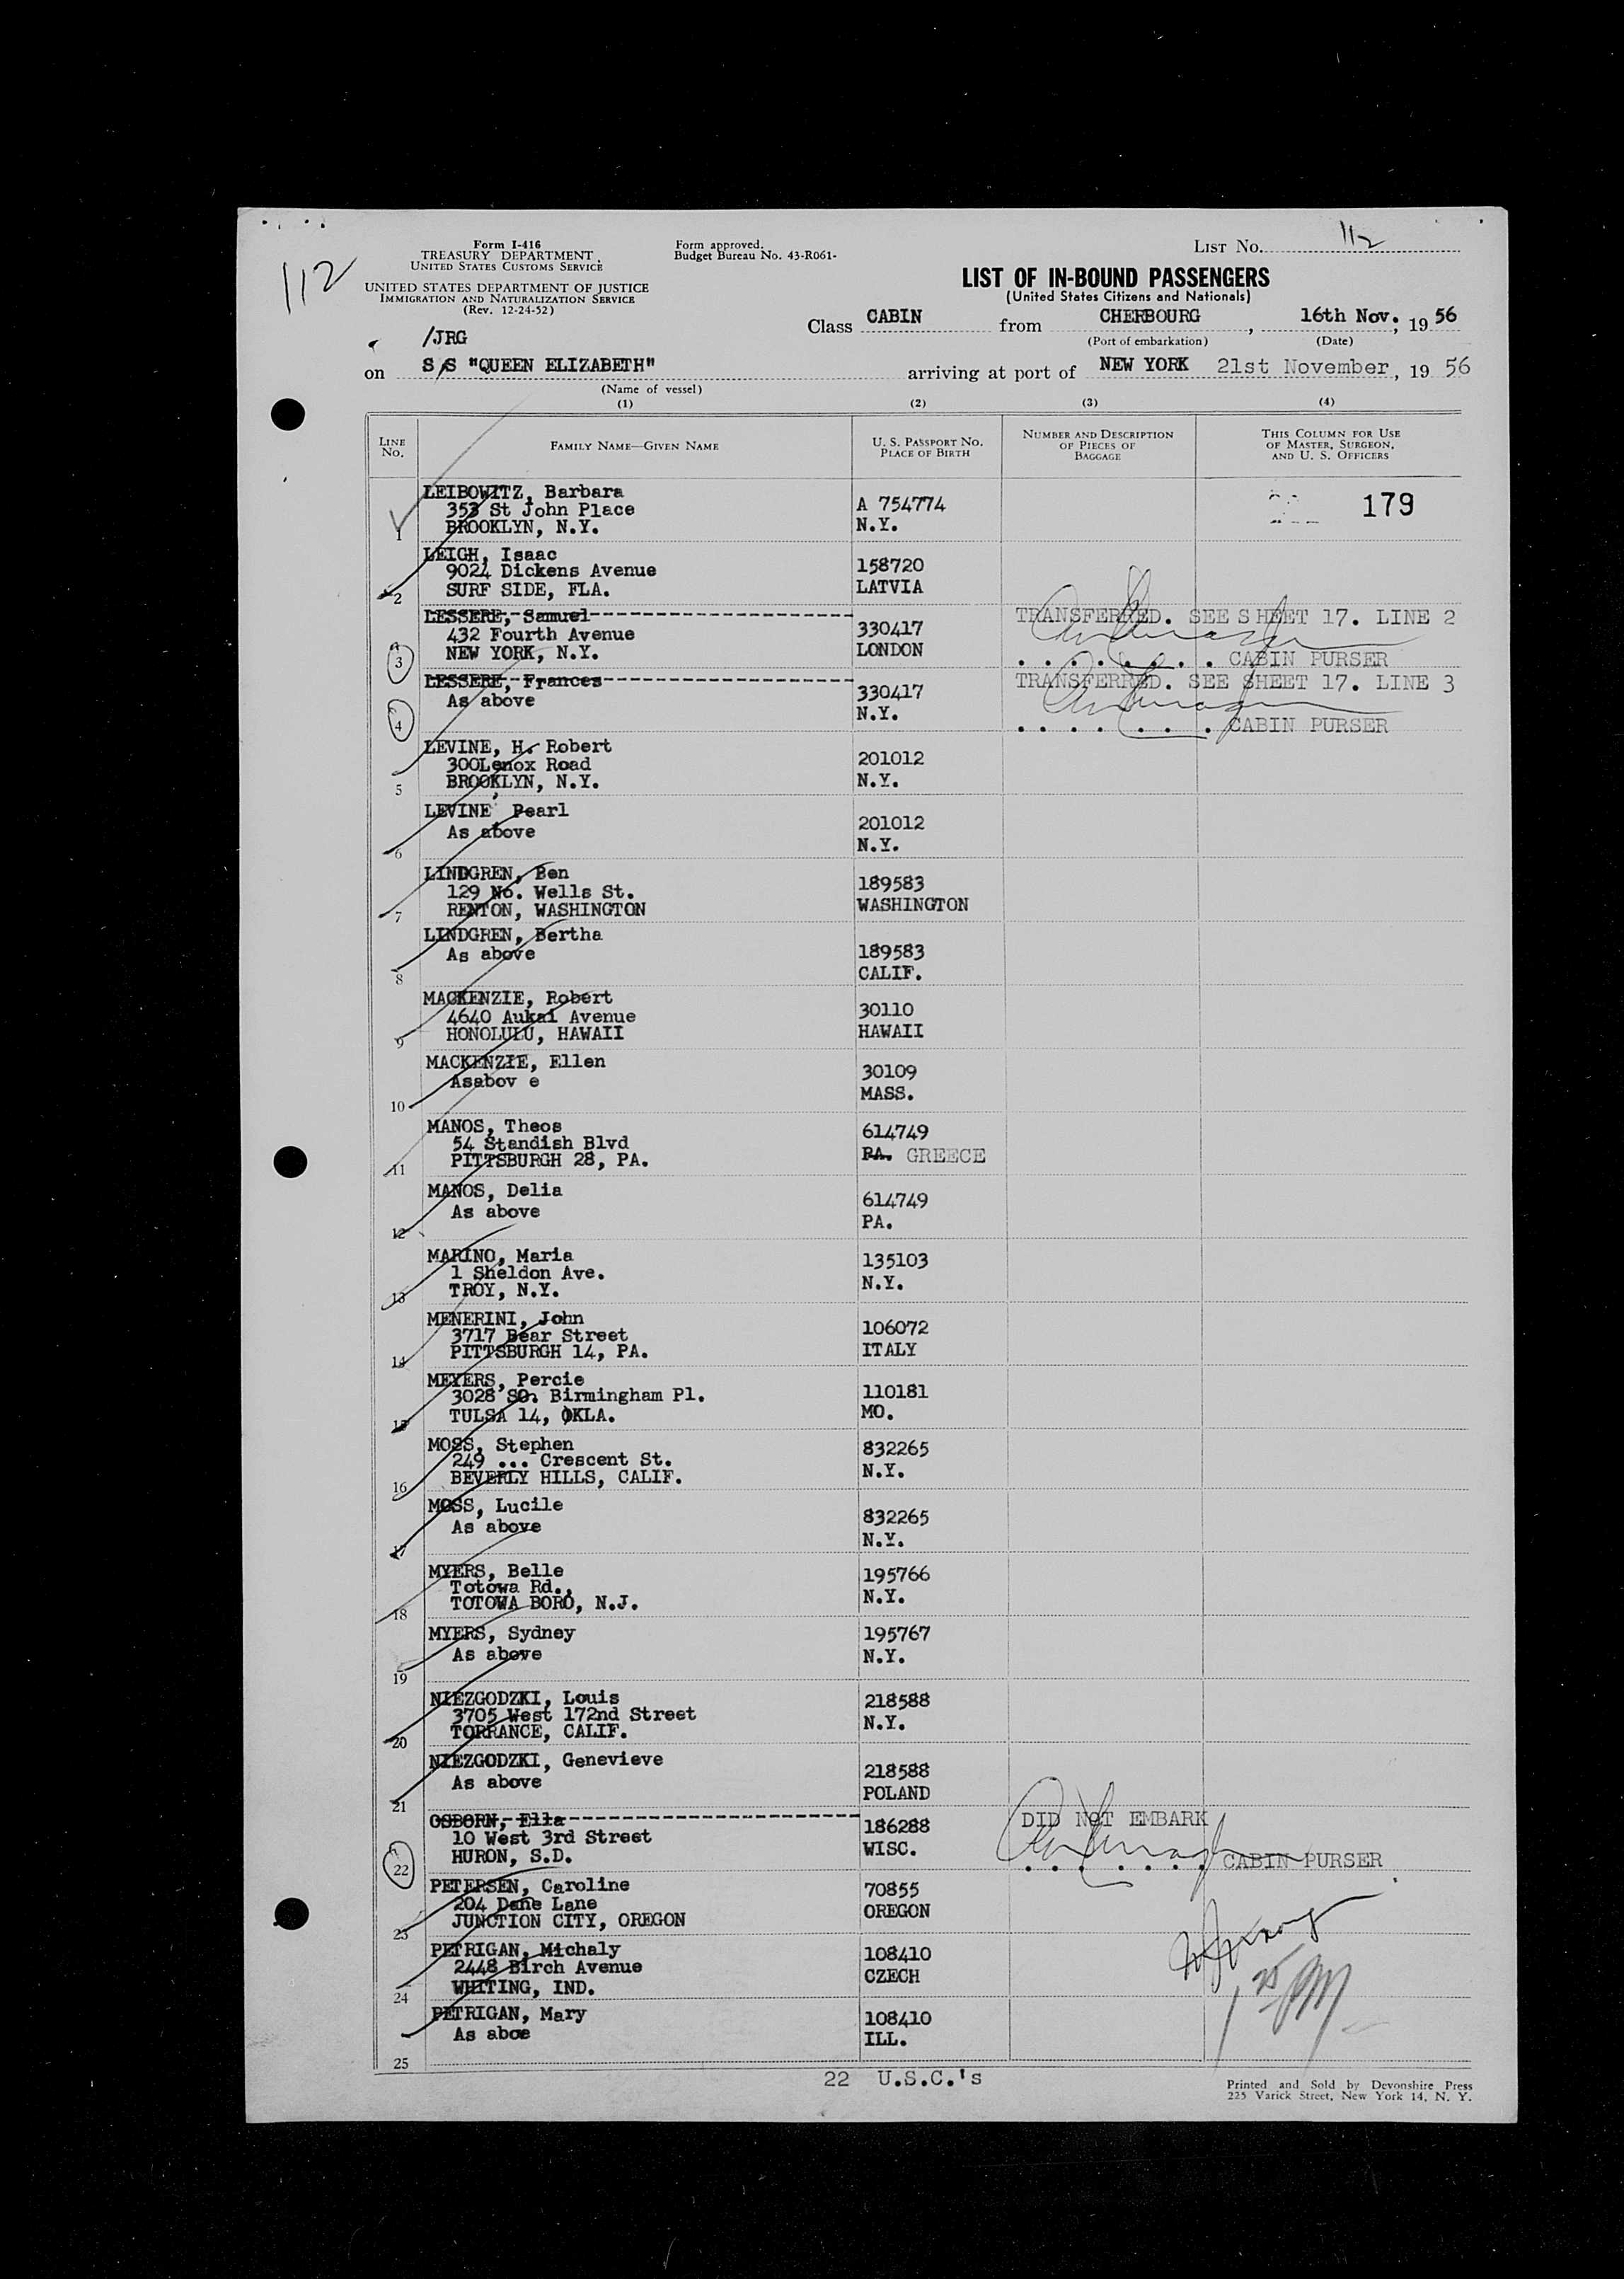 112
Form I-416
TREASURY DEPARTMENT
UNITED STATES CUSTOMS SERVICE
UNITED STATES DEPARTMENT OF JUSTICE
IMMIGRATION AND NATURALIZATION SERVICE
(Rev. 12-24-52)
Form approved.
Budget Bureau No. 43-R061-
LIST No. 112
LIST OF IN-BOUND PASSENGERS
(United States Citizens and Nationals)
Class CABIN from CHERBOURG, 16th Nov., 19 56
(Port of embarkation) (Date)
/JRG
on S/S "QUEEN ELIZABETH" arriving at port of NEW YORK 21st November, 19 56
(Name of vessel)
(1) (2) (3) (4)
LINE No. FAMILY NAME—GIVEN NAME U. S. PASSPORT No. PLACE OF BIRTH NUMBER AND DESCRIPTION OF PIECES OF BAGGAGE THIS COLUMN FOR USE OF MASTER, SURGEON, AND U. S. OFFICERS
LEIBOWITZ, Barbara
353 St John Place A 754774 179
1 BROOKLYN, N.Y. N.Y.
LEIGH, Isaac
9024 Dickens Avenue 158720
2 SURF SIDE, FLA. LATVIA
LESSERE, Samuel TRANSFERRED. SEE SHEET 17. LINE 2
432 Fourth Avenue 330417
3 NEW YORK, N.Y. LONDON ........ CABIN PURSER
LESSERE, Frances TRANSFERRED. SEE SHEET 17. LINE 3
As above 330417
4 N.Y. ........ CABIN PURSER
LEVINE, H. Robert
300Lenox Road 201012
5 BROOKLYN, N.Y. N.Y.
LEVINE Pearl
As above 201012
6 N.Y.
LINDGREN, Ben
129 No. Wells St. 189583
7 RENTON, WASHINGTON WASHINGTON
LINDGREN, Bertha
As above 189583
8 CALIF.
MACKENZIE, Robert
4640 Aukai Avenue 30110
9 HONOLULU, HAWAII HAWAII
MACKENZIE, Ellen
Asabov e 30109
10 MASS.
MANOS, Theos
54 Standish Blvd 614749
11 PITTSBURGH 28, PA. PA. GREECE
MANOS, Delia
As above 614749
12 PA.
MARINO, Maria
1 Sheldon Ave. 135103
13 TROY, N.Y. N.Y.
MENERINI, John
3717 Bear Street 106072
14 PITTSBURGH 14, PA. ITALY
MEYERS, Percie
3028 SO. Birmingham Pl. 110181
15 TULSA 14, OKLA. MO.
MOSS, Stephen
249 ... Crescent St. 832265
16 BEVERLY HILLS, CALIF. N.Y.
MOSS, Lucile
As above 832265
17 N.Y.
MYERS, Belle
Totowa Rd., 195766
18 TOTOWA BORO, N.J. N.Y.
MYERS, Sydney 195767
As above N.Y.
19
NIEZGODZKI, Louis
3705 West 172nd Street 218588
20 TORRANCE, CALIF. N.Y.
NIEZGODZKI, Genevieve
As above 218588
21 POLAND
OSBORN, Ella DID NOT EMBARK
10 West 3rd Street 186288
22 HURON, S.D. WISC. ........ CABIN PURSER
PETERSEN, Caroline
204 Dane Lane 70855
23 JUNCTION CITY, OREGON OREGON
PETRIGAN, Michaly
2448 Birch Avenue 108410
24 WHITING, IND. CZECH
PETRIGAN, Mary 108410
As aboe ILL.
25
22 U.S.C.'s
Printed and Sold by Devonshire Press
225 Varick Street, New York 14, N. Y.